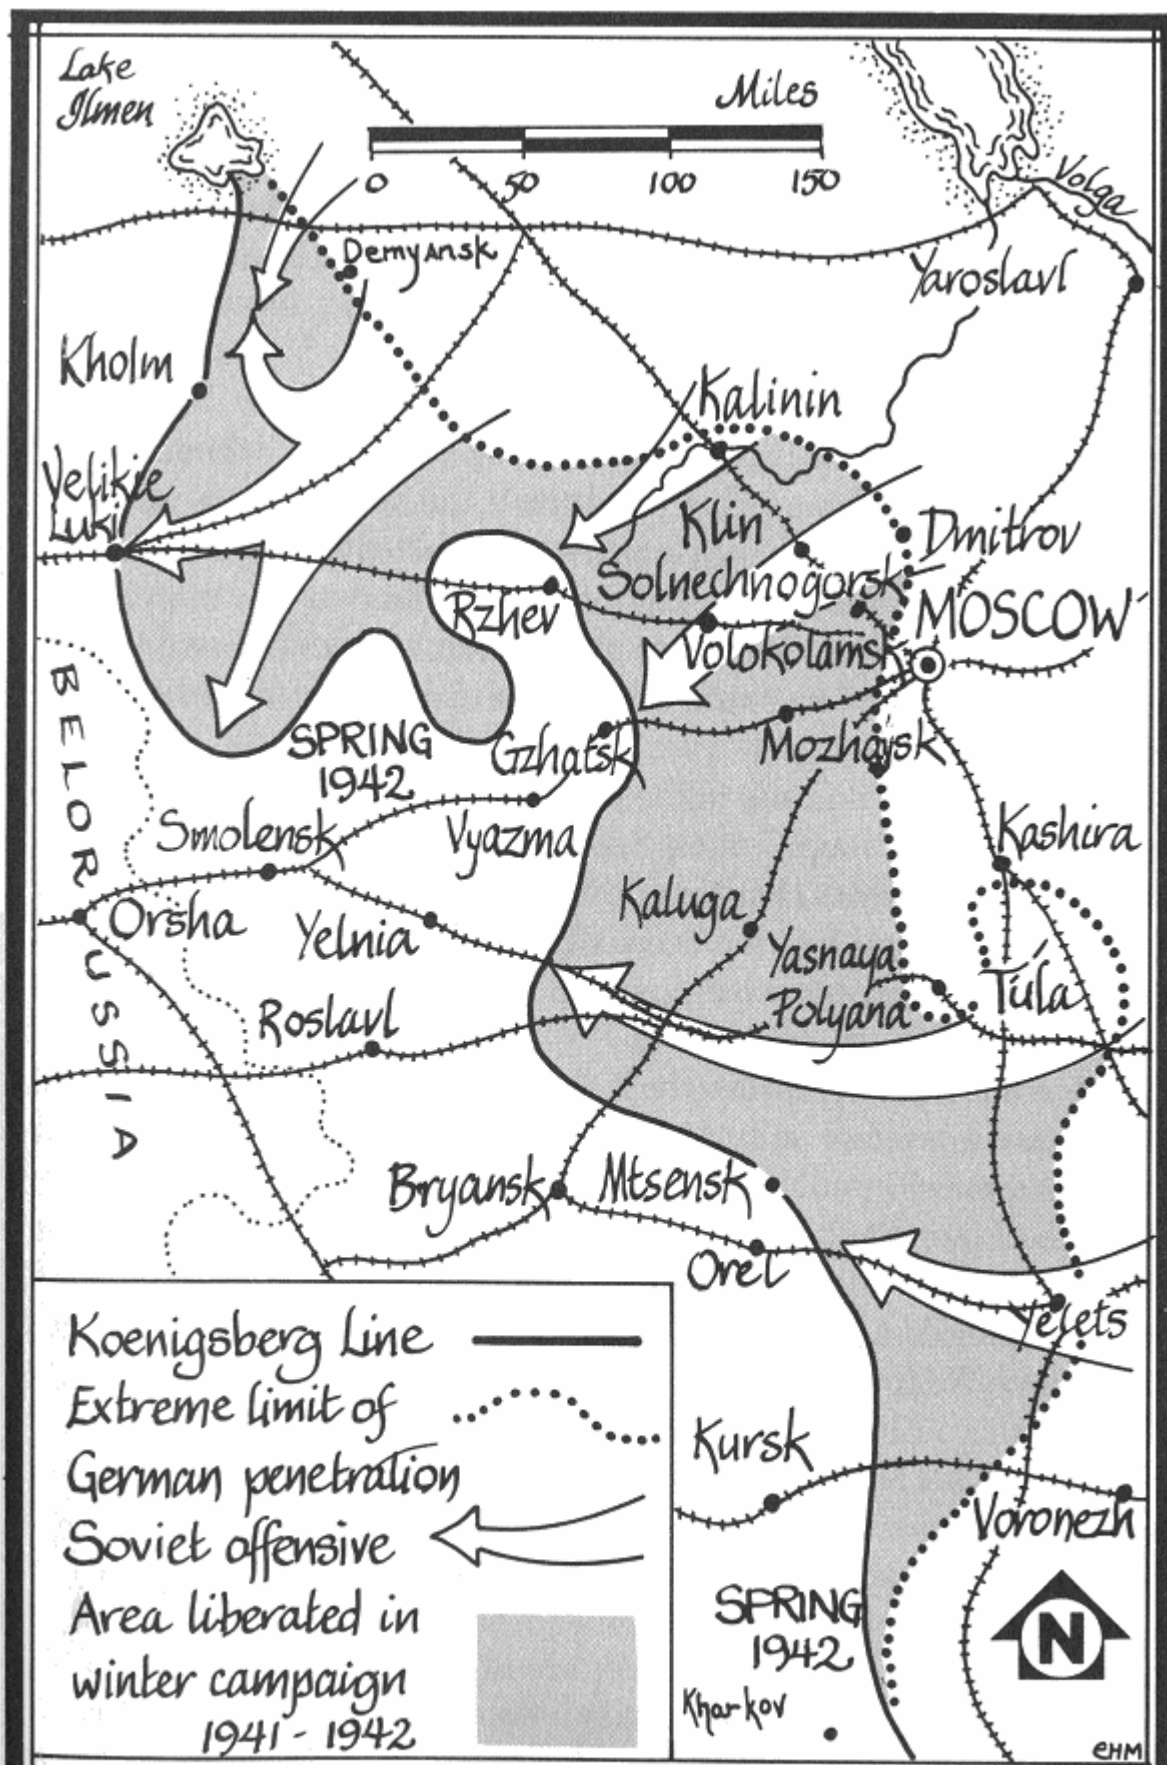 Lake
Ilmen
Miles
0 50 100 150
Volga
Demyansk
Yaroslavl
Kholm
Kalinin
Velikie
Luki
Klin
Dmitrov
Solnechnogorsk
Rzhev
MOSCOW
Volokolamsk
BELORUSSIA
SPRING
1942
Gzhatsk
Mozhaysk
Smolensk
Vyazma
Kashira
Kaluga
Orsha
Yelnia
Yasnaya
Polyana
Tula
Roslavl
Bryansk
Mtsensk
Orel
Yelets
Koenigsberg Line
Extreme limit of
German penetration
Soviet offensive
Area liberated in
winter campaign
1941 - 1942
Kursk
Voronezh
SPRING
1942
Kharkov
N
EHM